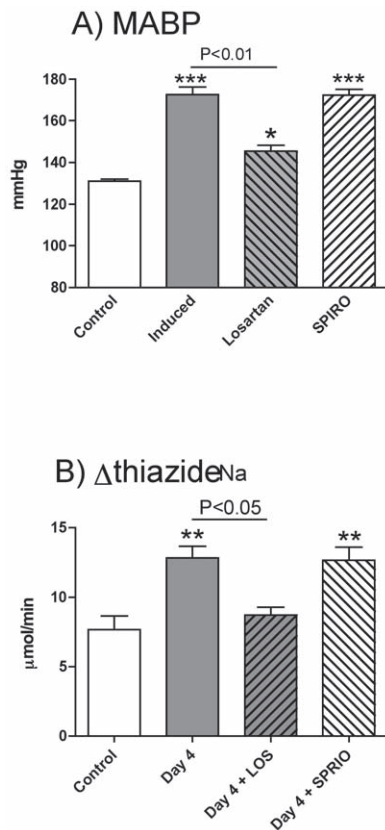 A) MABP
P<0.01
*** * ***
180
160
140
120
100
80
mmHg
Control
Induced
Losartan
SPIRO
B) ΔthiazideNa
P<0.05
** **
15
10
5
0
μmol/min
Control
Day 4
Day 4 + LOS
Day 4 + SPRIO